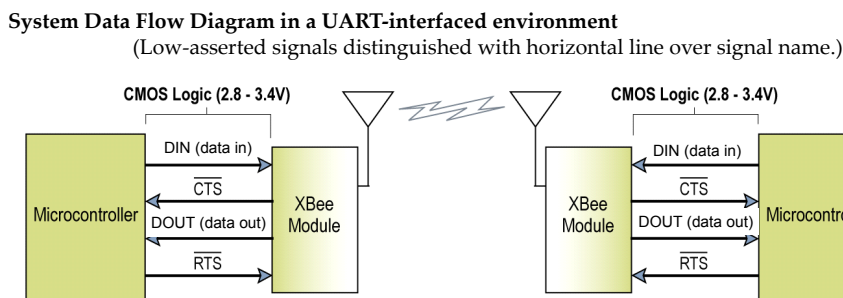 System Data Flow Diagram in a UART-interfaced environment
(Low-asserted signals distinguished with horizontal line over signal name.)
CMOS Logic (2.8 - 3.4V)
CMOS Logic (2.8 - 3.4V)
DIN (data in)
CTS
Microcontroller
DOUT (data out)
RTS
XBee
Module
XBee
Module
DIN (data in)
CTS
DOUT (data out)
RTS
Microcontro